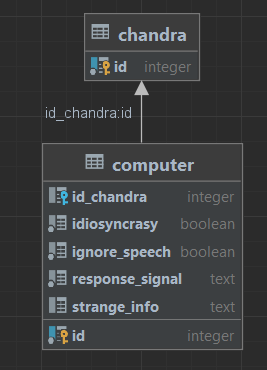 chandra
id integer
id_chandra:id
computer
id_chandra integer
idiosyncrasy boolean
ignore_speech boolean
response_signal text
strange_info text
id integer